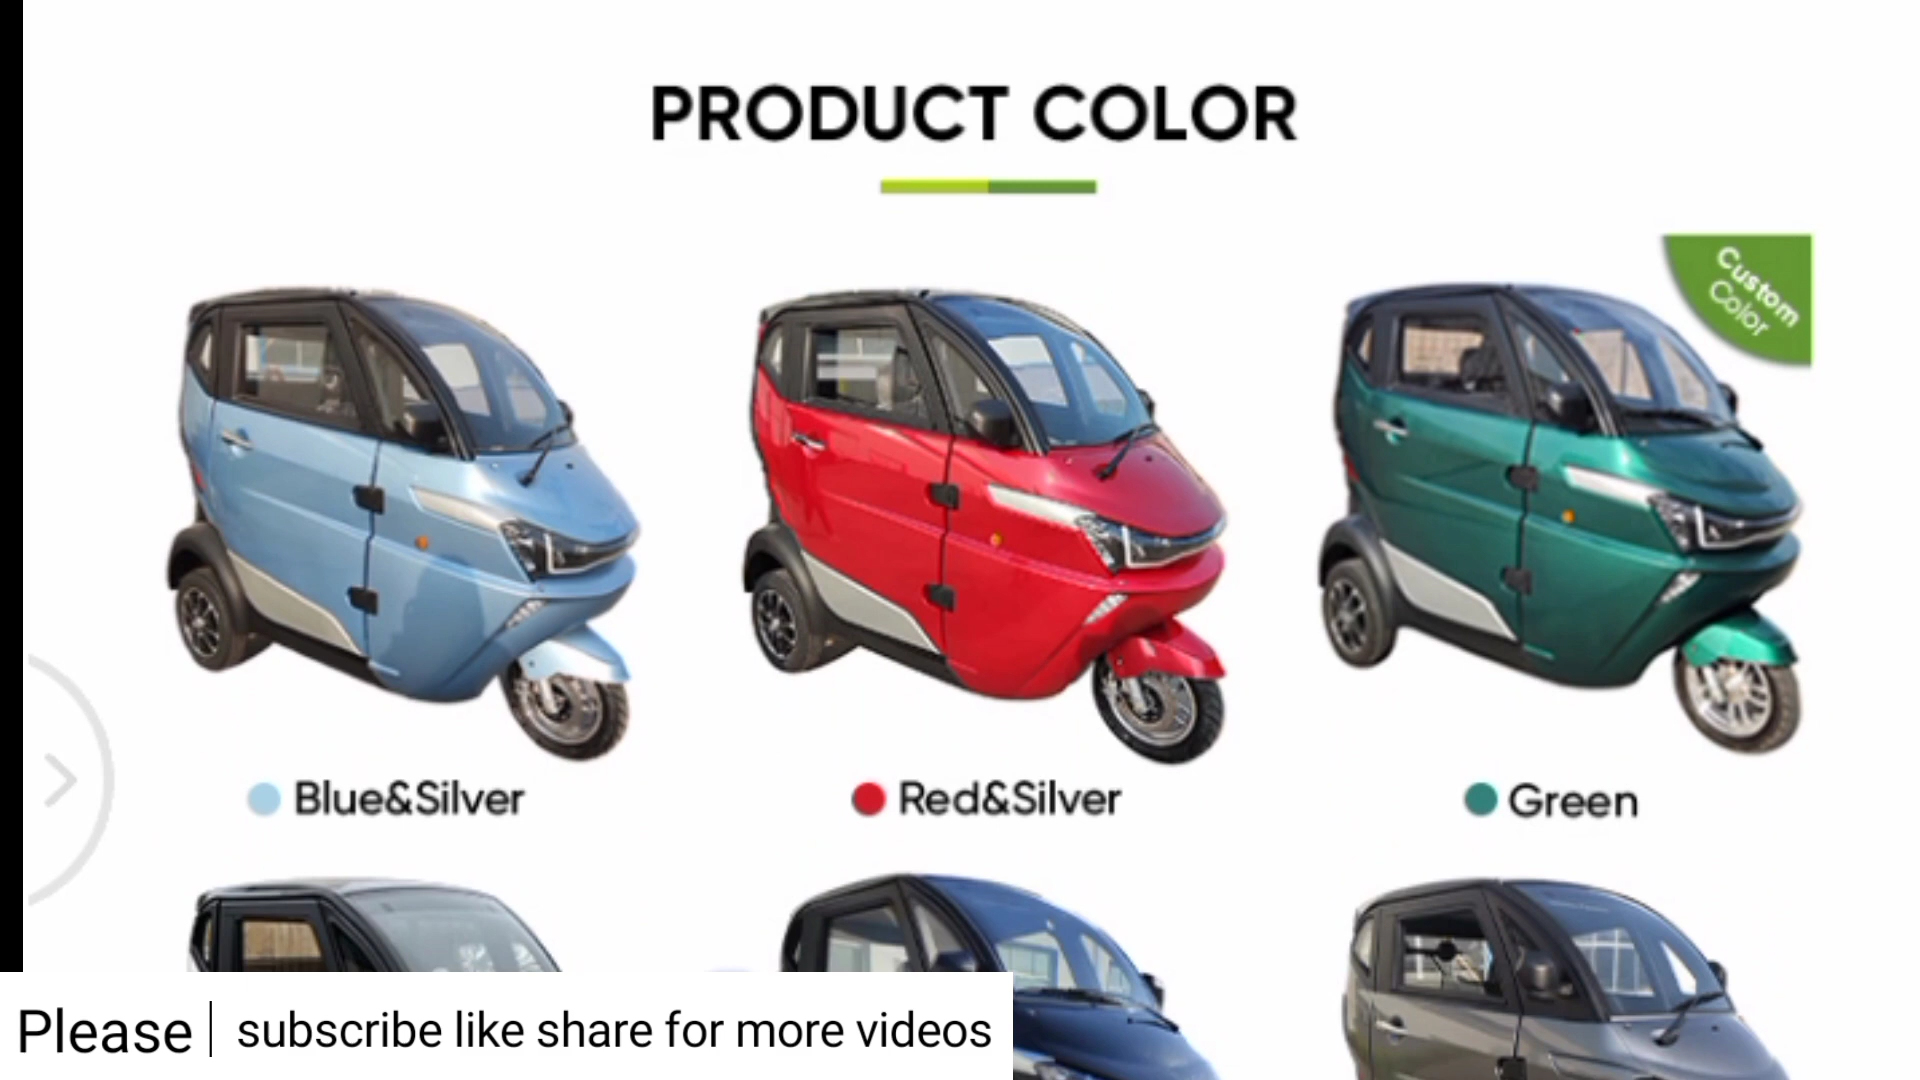 PRODUCT COLOR
Custom
Color
Blue&Silver
Red&Silver
Green
Please
subscribe like share for more videos